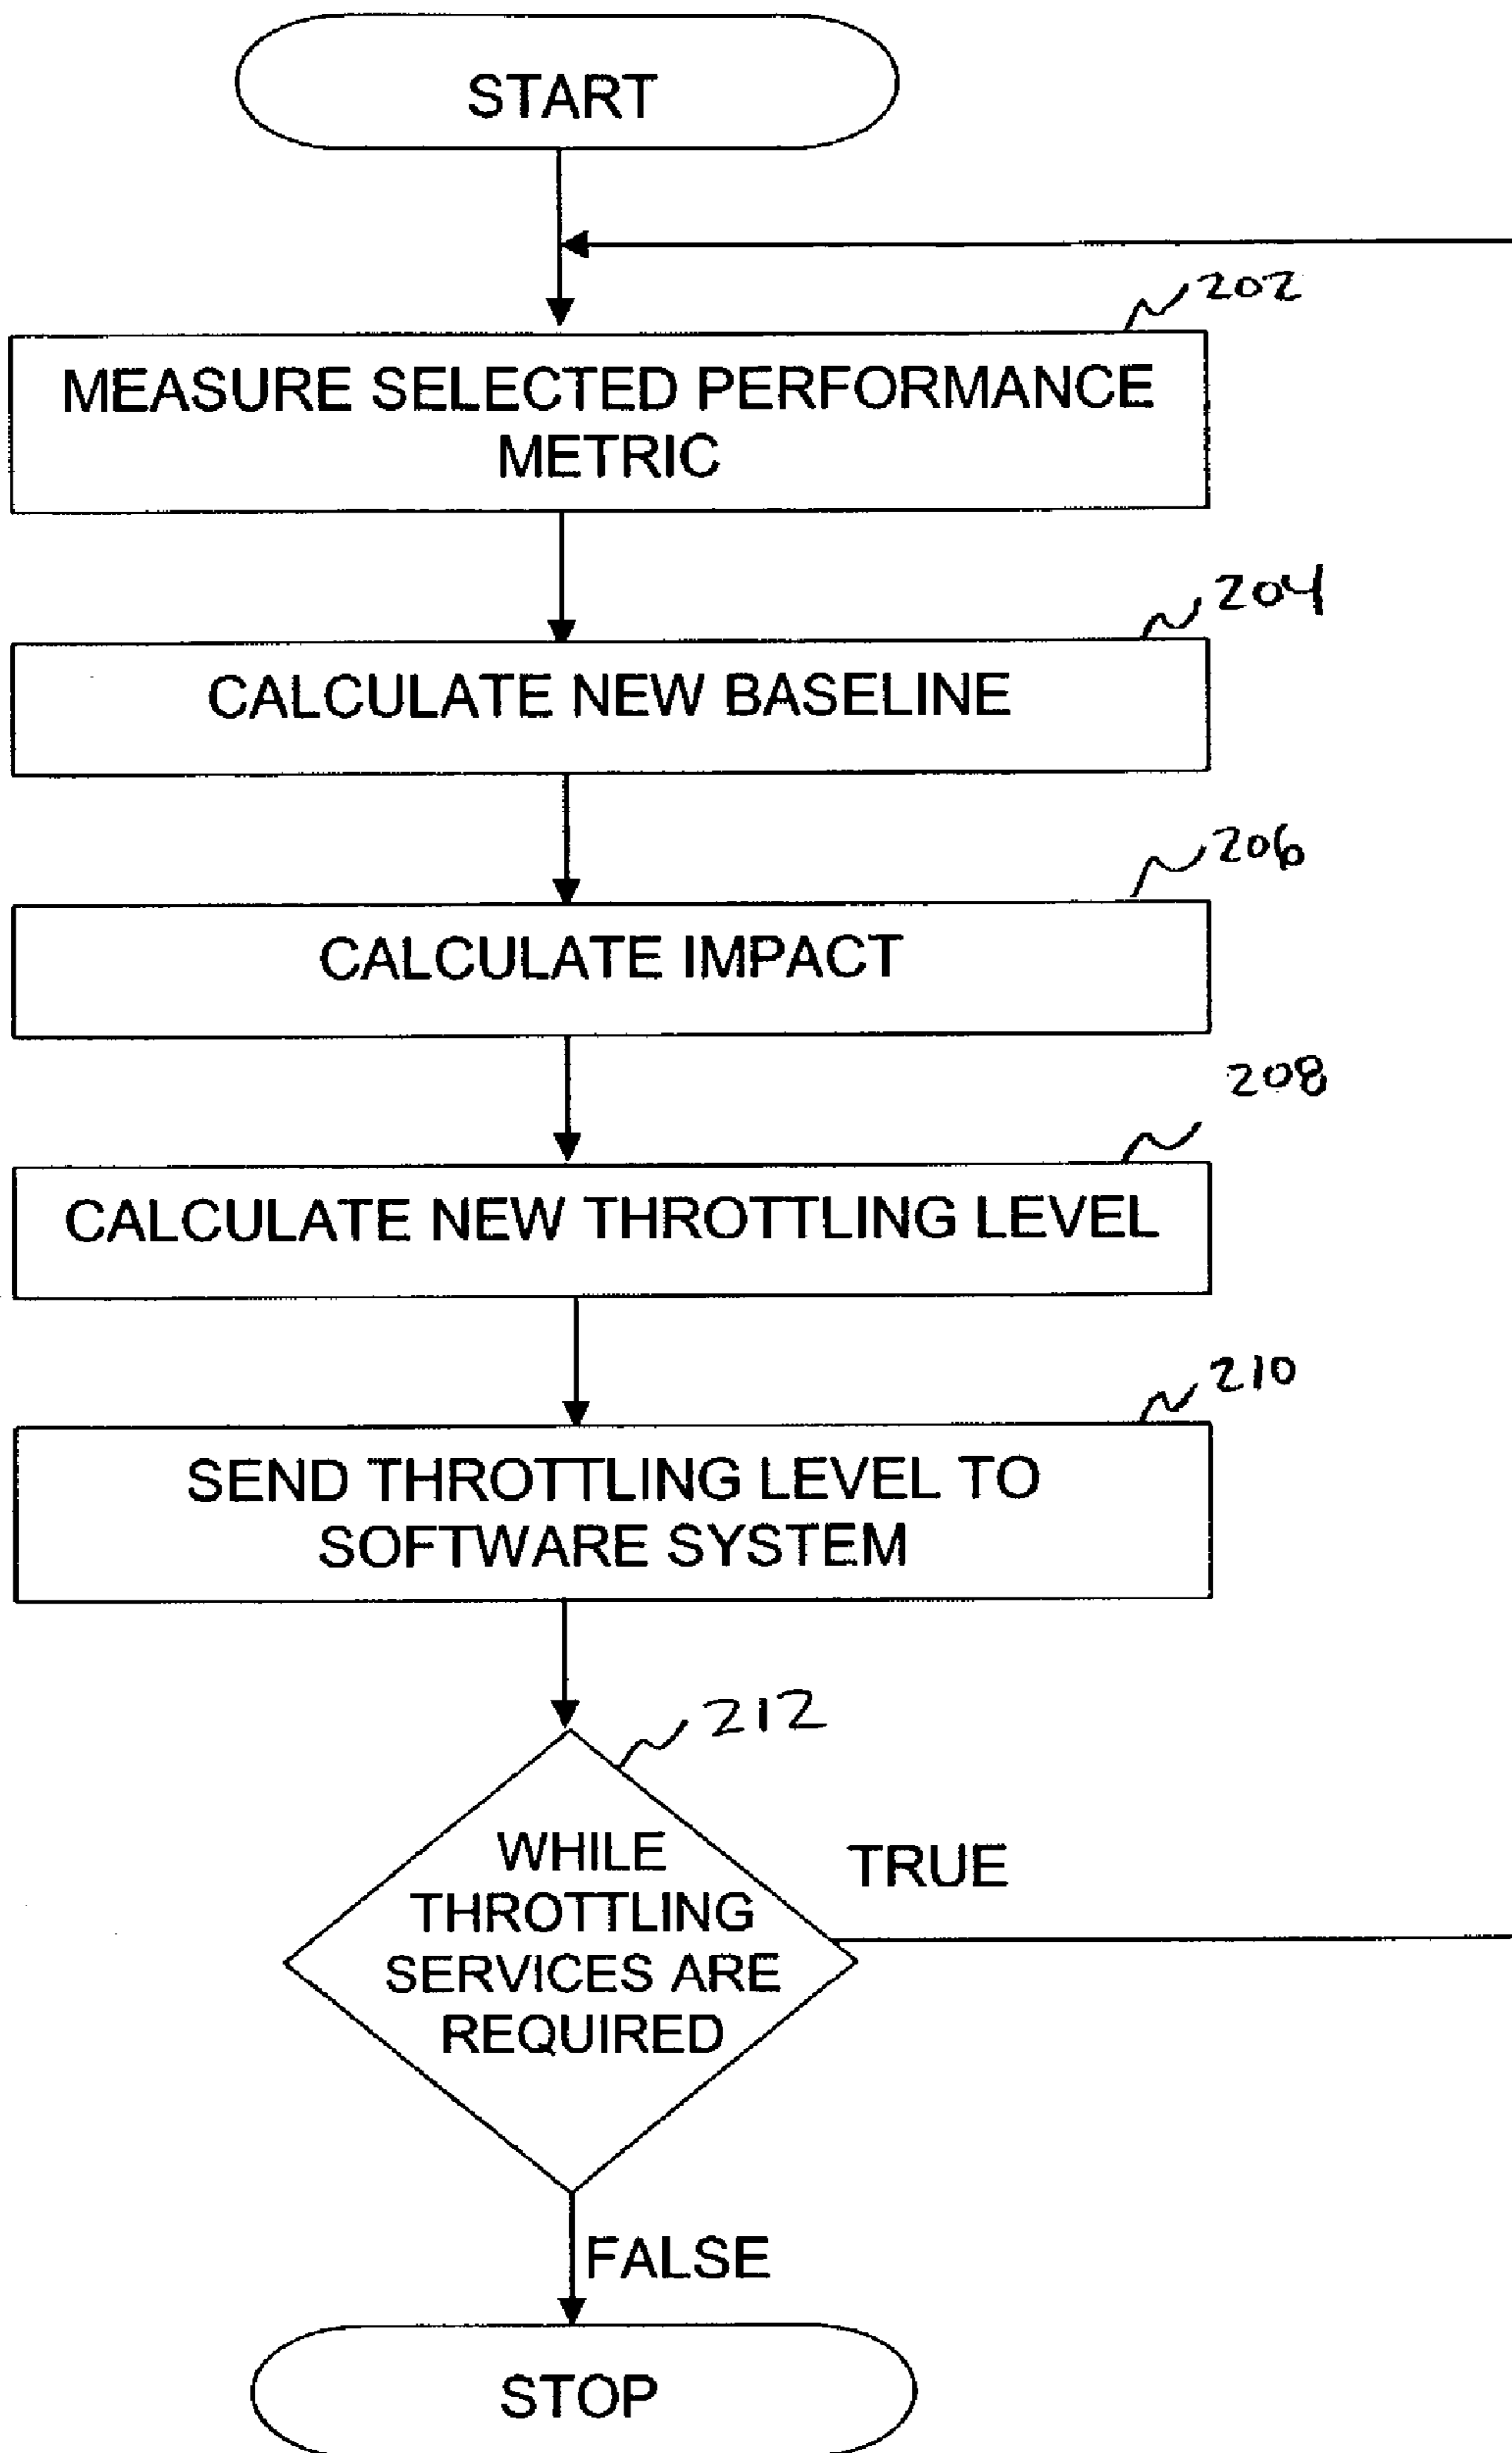 START
202
MEASURE SELECTED PERFORMANCE
METRIC
204
CALCULATE NEW BASELINE
206
CALCULATE IMPACT
208
CALCULATE NEW THROTTLING LEVEL
210
SEND THROTTLING LEVEL TO
SOFTWARE SYSTEM
212
WHILE
THROTTLING
SERVICES ARE
REQUIRED
TRUE
FALSE
STOP